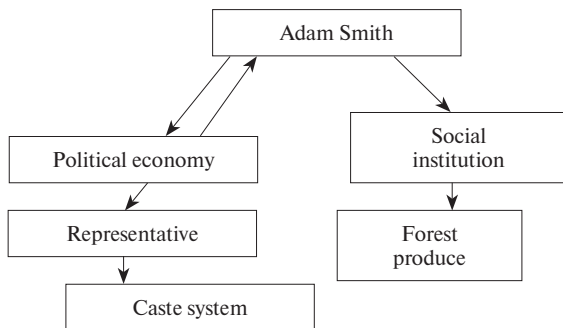 Adam Smith
Political economy
Social
institution
Representative
Forest
produce
Caste system